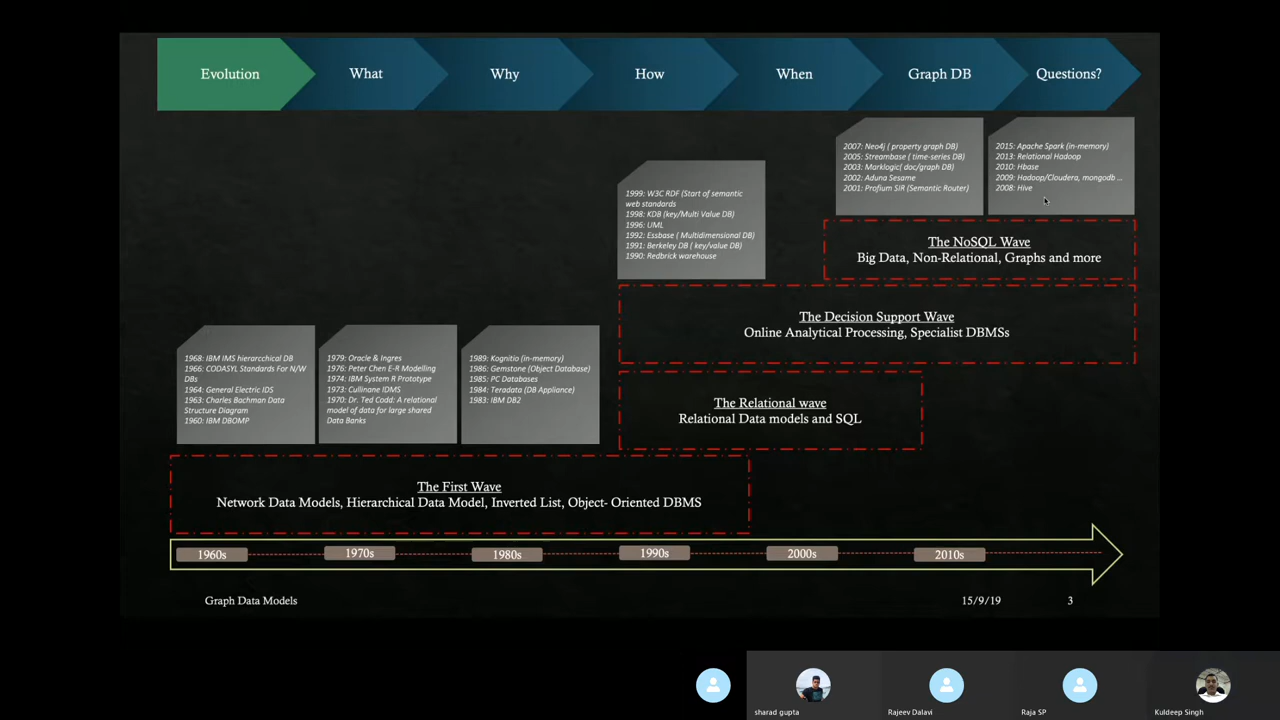 Evolution
What
Why
How
When
Graph DB
Questions?
2007: Neo4j ( property graph DB)
2005: Streambase ( time-series DB)
2003: Marklogic( doc/graph DB)
2002: Aduna Sesame
2001: Profium SIR (Semantic Router)
2015: Apache Spark (in-memory)
2013: Relational Hadoop
2010: Hbase
2009: Hadoop/Cloudera, mongodb ...
2008: Hive
1999: W3C RDF (Start of semantic
web standards
1998: KDB (key/Multi Value DB)
1996: UML
1992: Essbase ( Multidimensional DB)
1991: Berkeley DB ( key/value DB)
1990: Redbrick warehouse
The NoSQL Wave
Big Data, Non-Relational, Graphs and more
The Decision Support Wave
Online Analytical Processing, Specialist DBMSs
1968: IBM IMS hierarcchical DB
1966: CODASYL Standards For N/W
DBs
1964: General Electric IDS
1963: Charles Bachman Data
Structure Diagram
1960: IBM DBOMP
1979: Oracle & Ingres
1976: Peter Chen E-R Modelling
1974: IBM System R Prototype
1973: Cullinane IDMS
1970: Dr. Ted Codd: A relational
model of data for large shared
Data Banks
1989: Kognitio (in-memory)
1986: Gemstone (Object Database)
1985: PC Databases
1984: Teradata (DB Appliance)
1983: IBM DB2
The Relational wave
Relational Data models and SQL
The First Wave
Network Data Models, Hierarchical Data Model, Inverted List, Object- Oriented DBMS
1960s
1970s
1980s
1990s
2000s
2010s
Graph Data Models
15/9/19
3
sharad gupta
Rajeev Dalavi
Raja SP
Kuldeep Singh